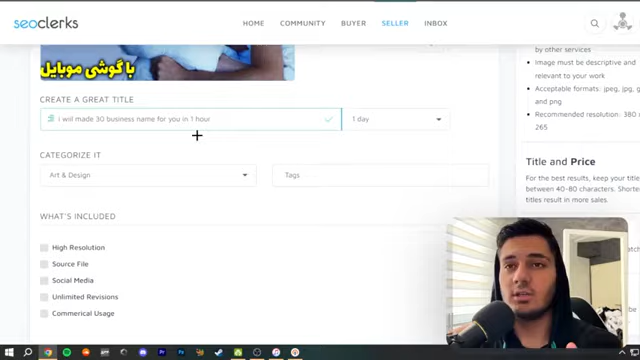 seoclerks
HOME COMMUNITY BUYER SELLER INBOX
با گوشی موبایل
CREATE A GREAT TITLE
i will made 30 business name for you in 1 hour
1 day
CATEGORIZE IT
Art & Design
Tags
WHAT'S INCLUDED
High Resolution
Source File
Social Media
Unlimited Revisions
Commerical Usage
by other services
Image must be descriptive and
relevant to your work
Acceptable formats: jpeg, jpg, g
and png
Recommended resolution: 380
265
Title and Price
For the best results, keep your title
between 40-80 characters. Shorte
titles result in more sales.